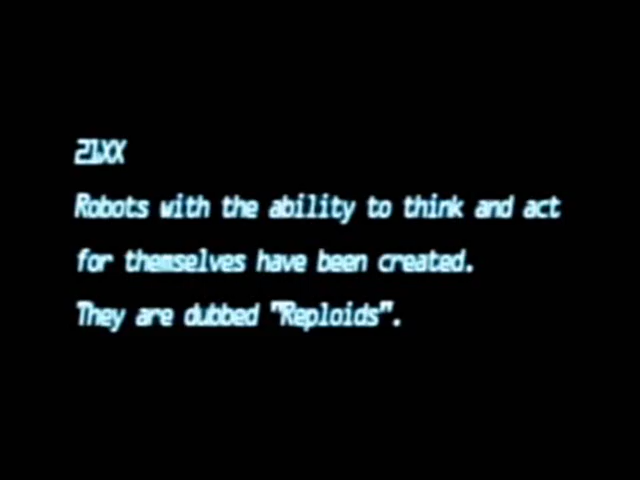 21XX
Robots with the ability to think and act
for themselves have been created.
They are dubbed "Reploids".